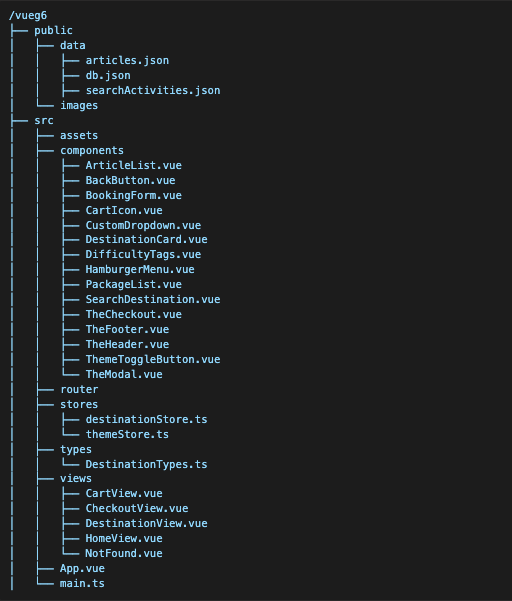 /vueg6
├── public
│   ├── data
│   │   ├── articles.json
│   │   ├── db.json
│   │   ├── searchActivities.json
│   └── images
├── src
│   ├── assets
│   ├── components
│   │   ├── ArticleList.vue
│   │   ├── BackButton.vue
│   │   ├── BookingForm.vue
│   │   ├── CartIcon.vue
│   │   ├── CustomDropdown.vue
│   │   ├── DestinationCard.vue
│   │   ├── DifficultyTags.vue
│   │   ├── HamburgerMenu.vue
│   │   ├── PackageList.vue
│   │   ├── SearchDestination.vue
│   │   ├── TheCheckout.vue
│   │   ├── TheFooter.vue
│   │   ├── TheHeader.vue
│   │   ├── ThemeToggleButton.vue
│   │   └── TheModal.vue
│   ├── router
│   ├── stores
│   │   ├── destinationStore.ts
│   │   └── themeStore.ts
│   ├── types
│   │   └── DestinationTypes.ts
│   ├── views
│   │   ├── CartView.vue
│   │   ├── CheckoutView.vue
│   │   ├── DestinationView.vue
│   │   ├── HomeView.vue
│   │   └── NotFound.vue
│   ├── App.vue
│   └── main.ts